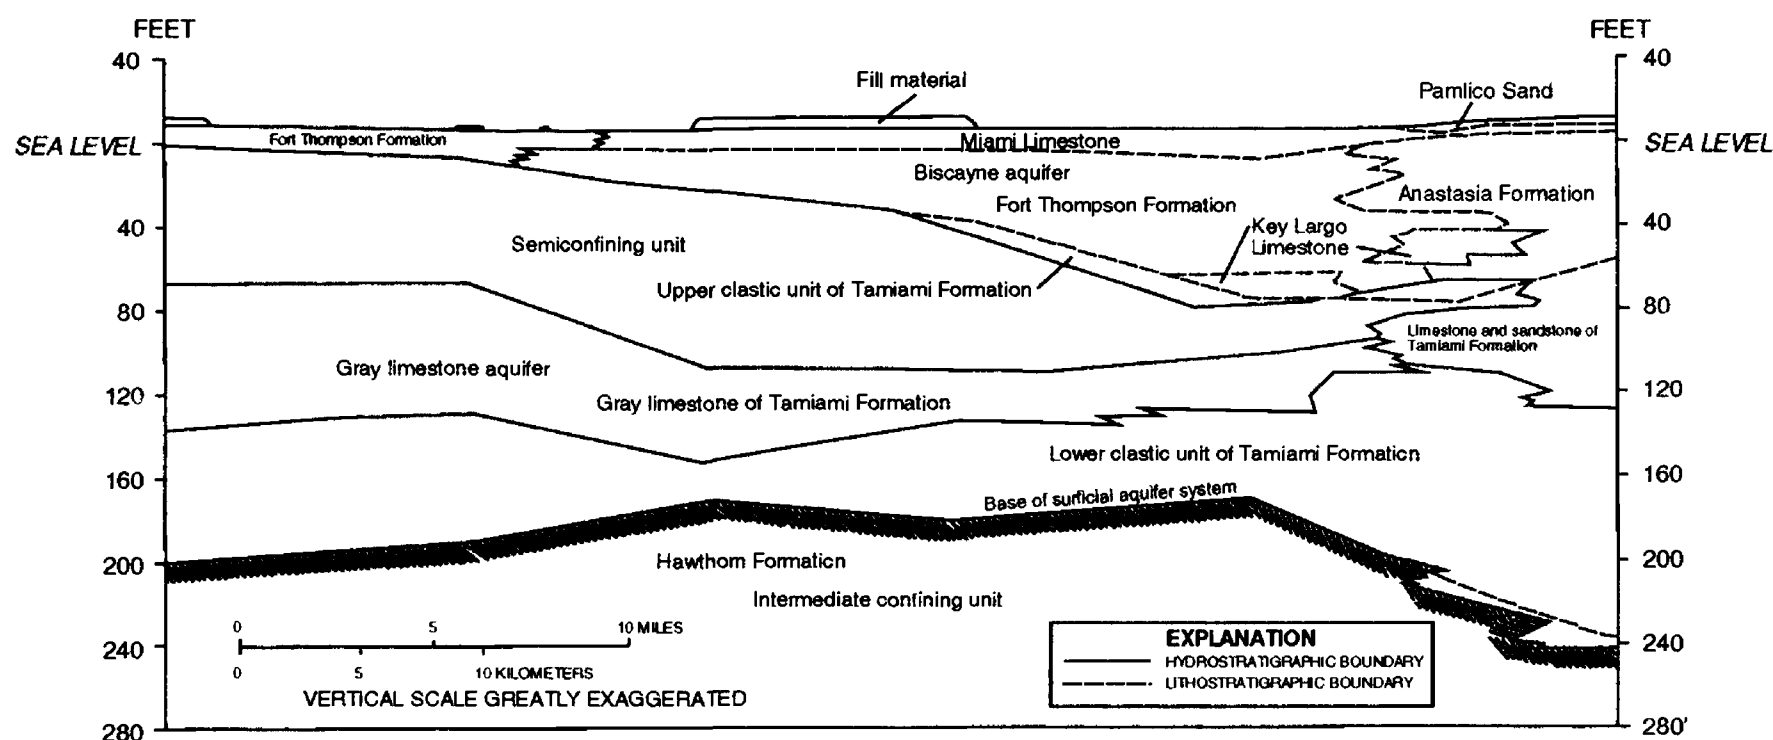 FEET
FEET
40
40
Fill material
Pamlico Sand
SEA LEVEL
Fort Thompson Formation
Miami Limestone
SEA LEVEL
Biscayne aquifer
Anastasia Formation
Fort Thompson Formation
40
40
Key Largo
Limestone
Semiconfining unit
Upper clastic unit of Tamiami Formation
80
80
Limestone and sandstone of
Tamiami Formation
Gray limestone aquifer
120
120
Gray limestone of Tamiami Formation
Lower clastic unit of Tamiami Formation
160
160
Base of surficial aquifer system
200
200
Hawthorn Formation
Intermediate confining unit
0 5 10 MILES
0 5 10 KILOMETERS
VERTICAL SCALE GREATLY EXAGGERATED
EXPLANATION
HYDROSTRATIGRAPHIC BOUNDARY
LITHOSTRATIGRAPHIC BOUNDARY
240
240
280
280'